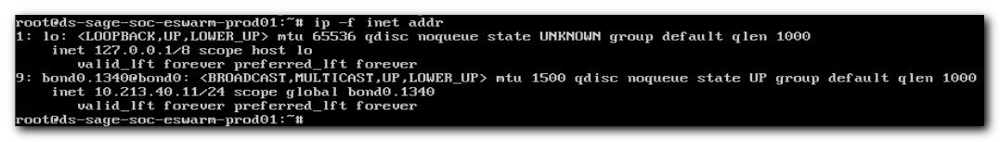 root@ds-sage-soc-eswarm-prod01:~# ip -f inet addr
1: lo: <LOOPBACK,UP,LOWER_UP> mtu 65536 qdisc noqueue state UNKNOWN group default qlen 1000
    inet 127.0.0.1/8 scope host lo
       valid_lft forever preferred_lft forever
9: bond0.1340@bond0: <BROADCAST,MULTICAST,UP,LOWER_UP> mtu 1500 qdisc noqueue state UP group default qlen 1000
    inet 10.213.40.11/24 scope global bond0.1340
       valid_lft forever preferred_lft forever
root@ds-sage-soc-eswarm-prod01:~#